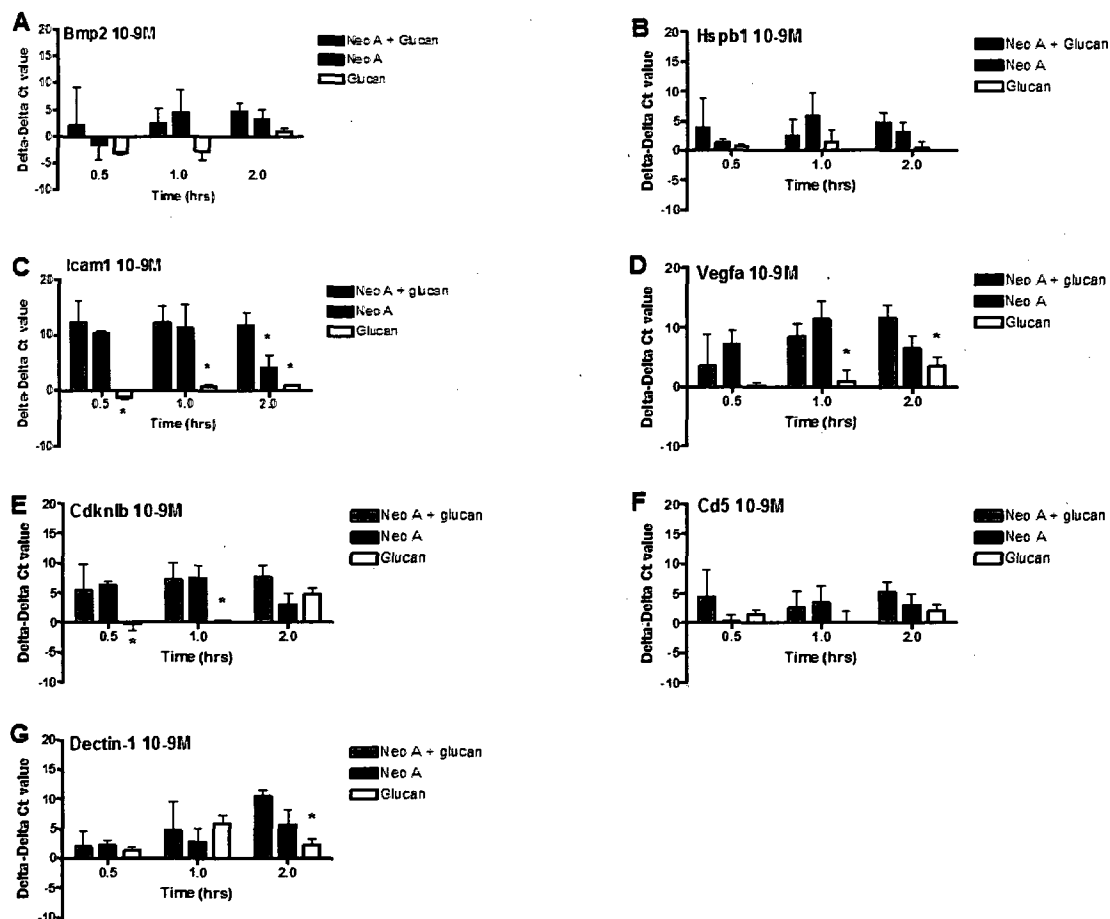 A
Bmp2 10-9M
Neo A + Glucan
Neo A
Glucan
Delta-Delta Ct value
20
15
10
5
0
-5
-10
0.5
1.0
2.0
Time (hrs)
B
Hspb1 10-9M
Neo A + Glucan
Neo A
Glucan
Delta-Delta Ct value
20
15
10
5
0
-5
-10
0.5
1.0
2.0
Time (hrs)
C
Icam1 10-9M
Neo A + glucan
Neo A
Glucan
Delta-Delta Ct value
20
10
0
-10
0.5
1.0
2.0
*
*
*
*
Time (hrs)
D
Vegfa 10-9M
Neo A + glucan
Neo A
Glucan
Delta-Delta Ct value
20
10
0
-10
0.5
1.0
2.0
*
*
Time (hrs)
E
Cdknlb 10-9M
Neo A + glucan
Neo A
Glucan
Delta-Delta Ct value
20
15
10
5
0
-5
-10
0.5
1.0
2.0
*
*
Time (hrs)
F
Cd5 10-9M
Neo A + glucan
Neo A
Glucan
Delta-Delta Ct value
20
15
10
5
0
-5
-10
0.5
1.0
2.0
Time (hrs)
G
Dectin-1 10-9M
Neo A + glucan
Neo A
Glucan
Delta-Delta Ct value
20
15
10
5
0
-5
-10
0.5
1.0
2.0
*
Time (hrs)